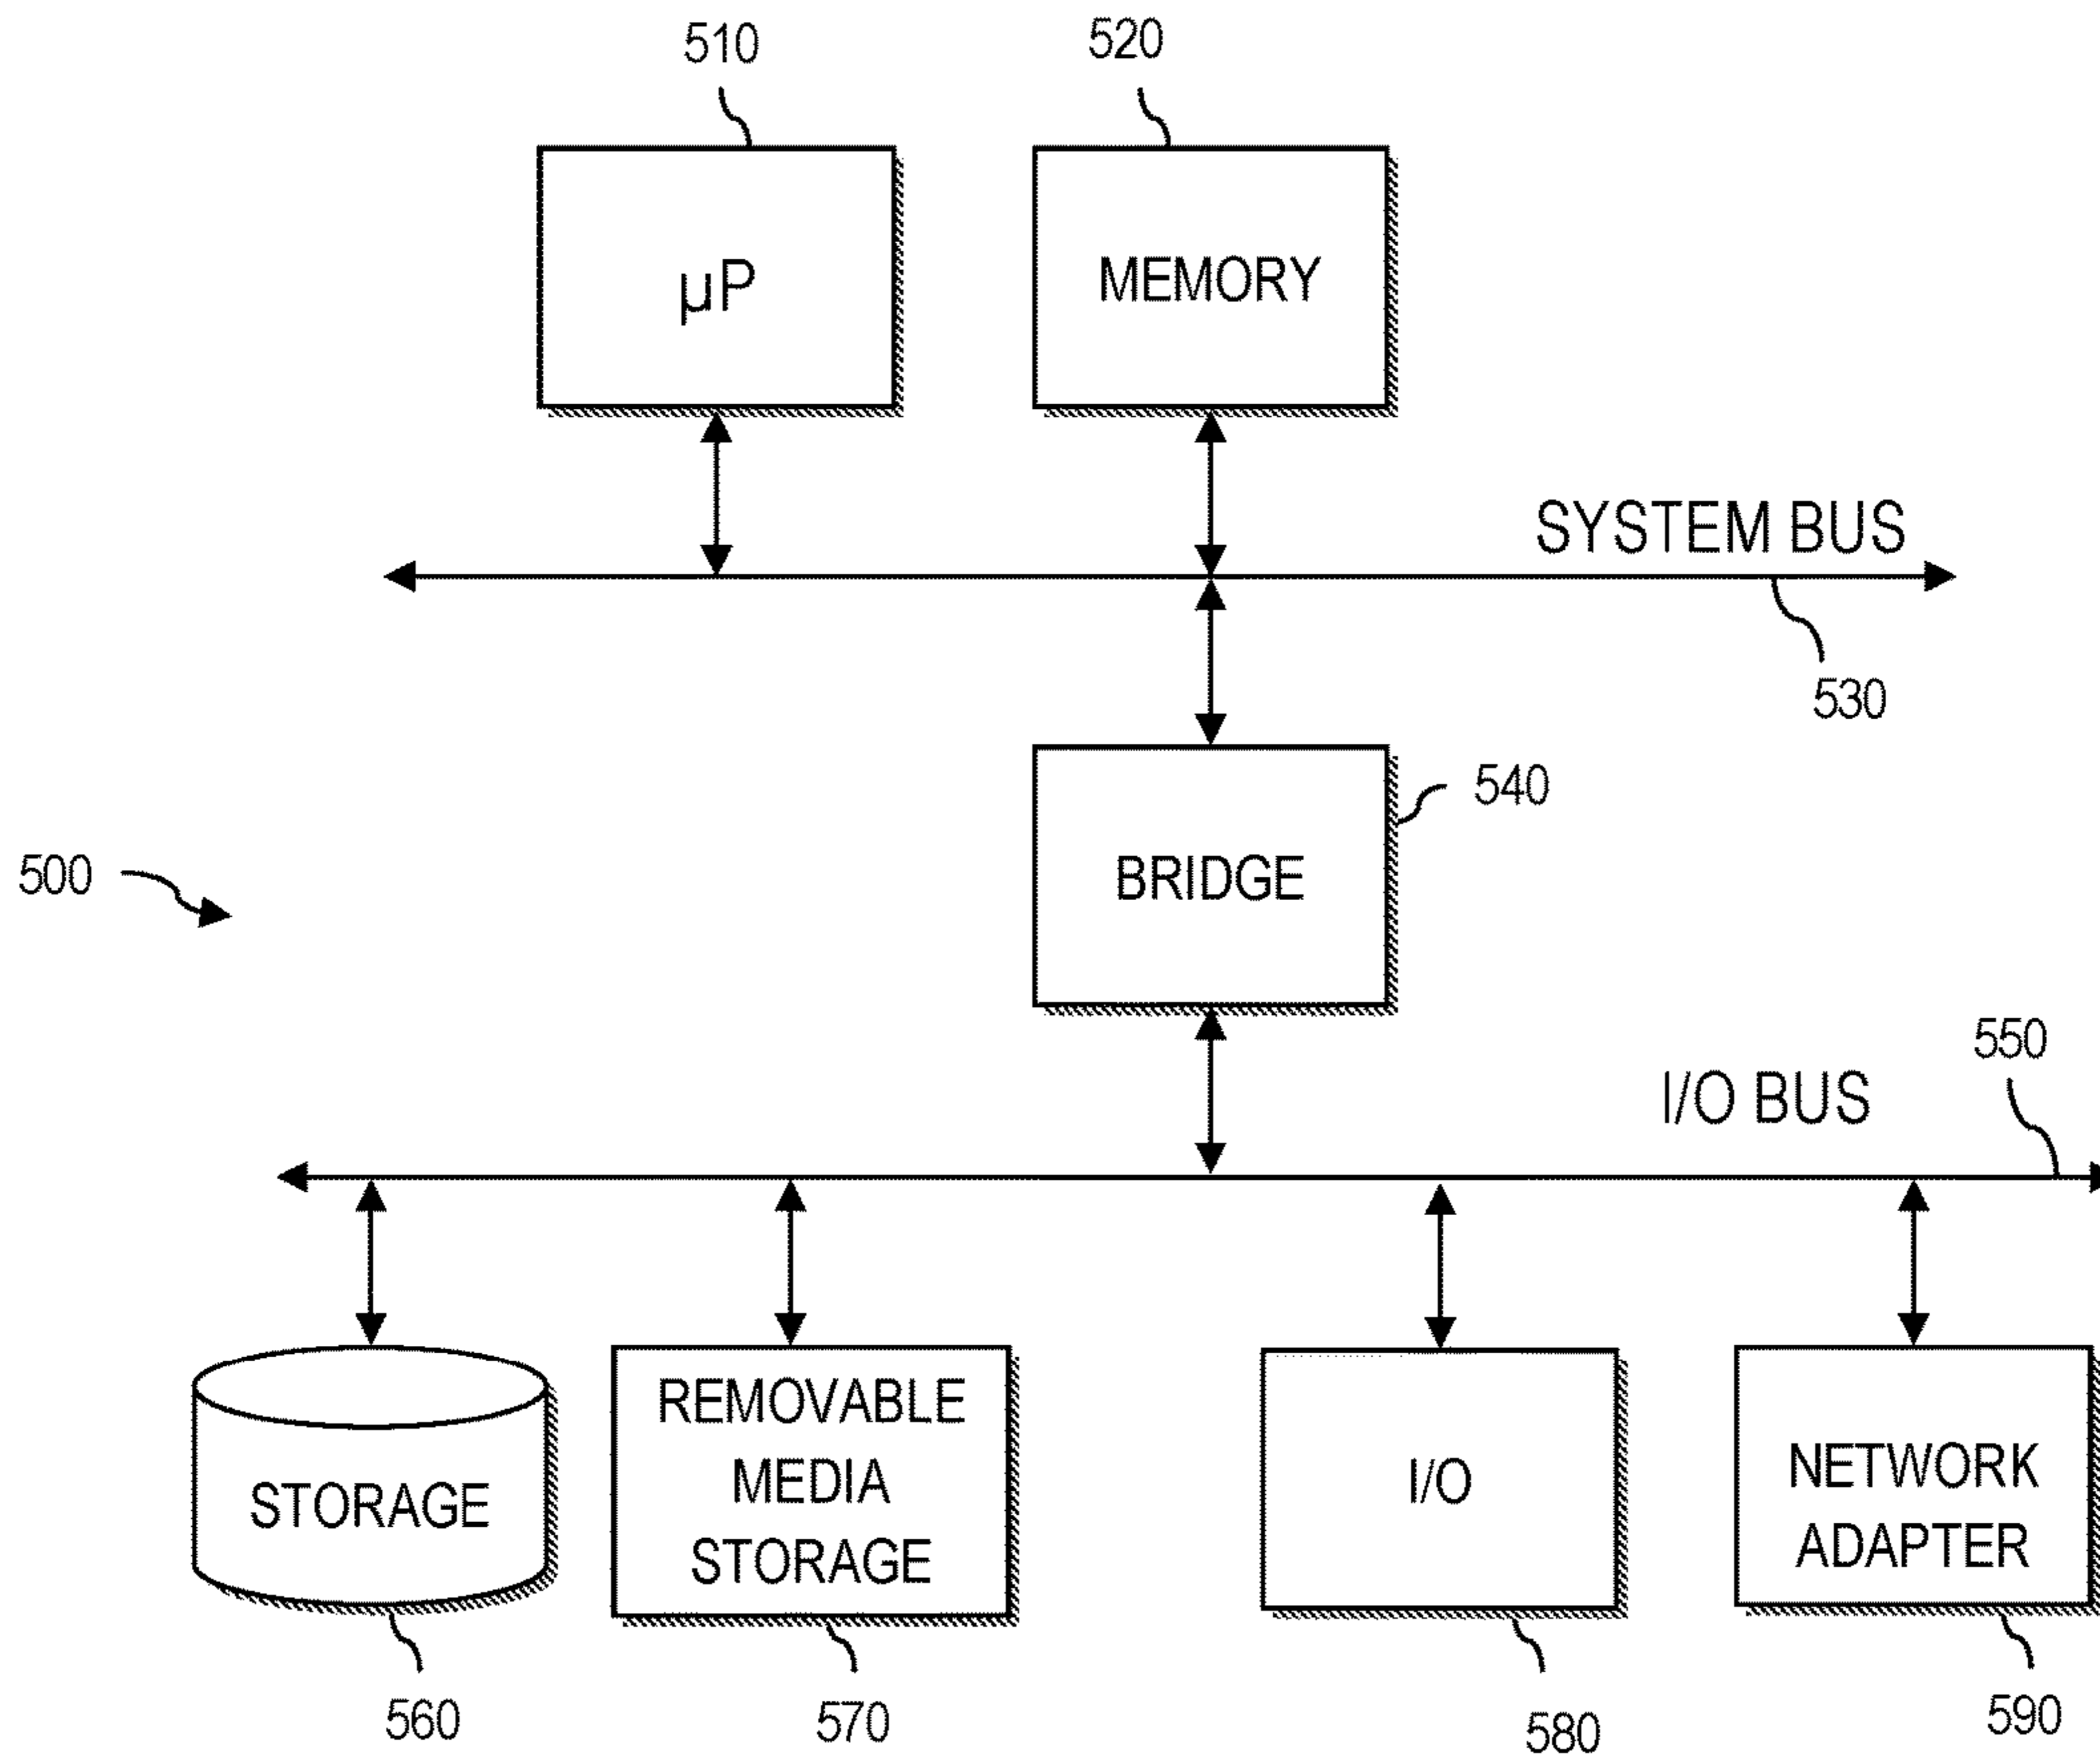 510
520
µP
MEMORY
SYSTEM BUS
530
540
BRIDGE
500
550
I/O BUS
STORAGE
REMOVABLE
MEDIA
STORAGE
I/O
NETWORK
ADAPTER
560
570
580
590